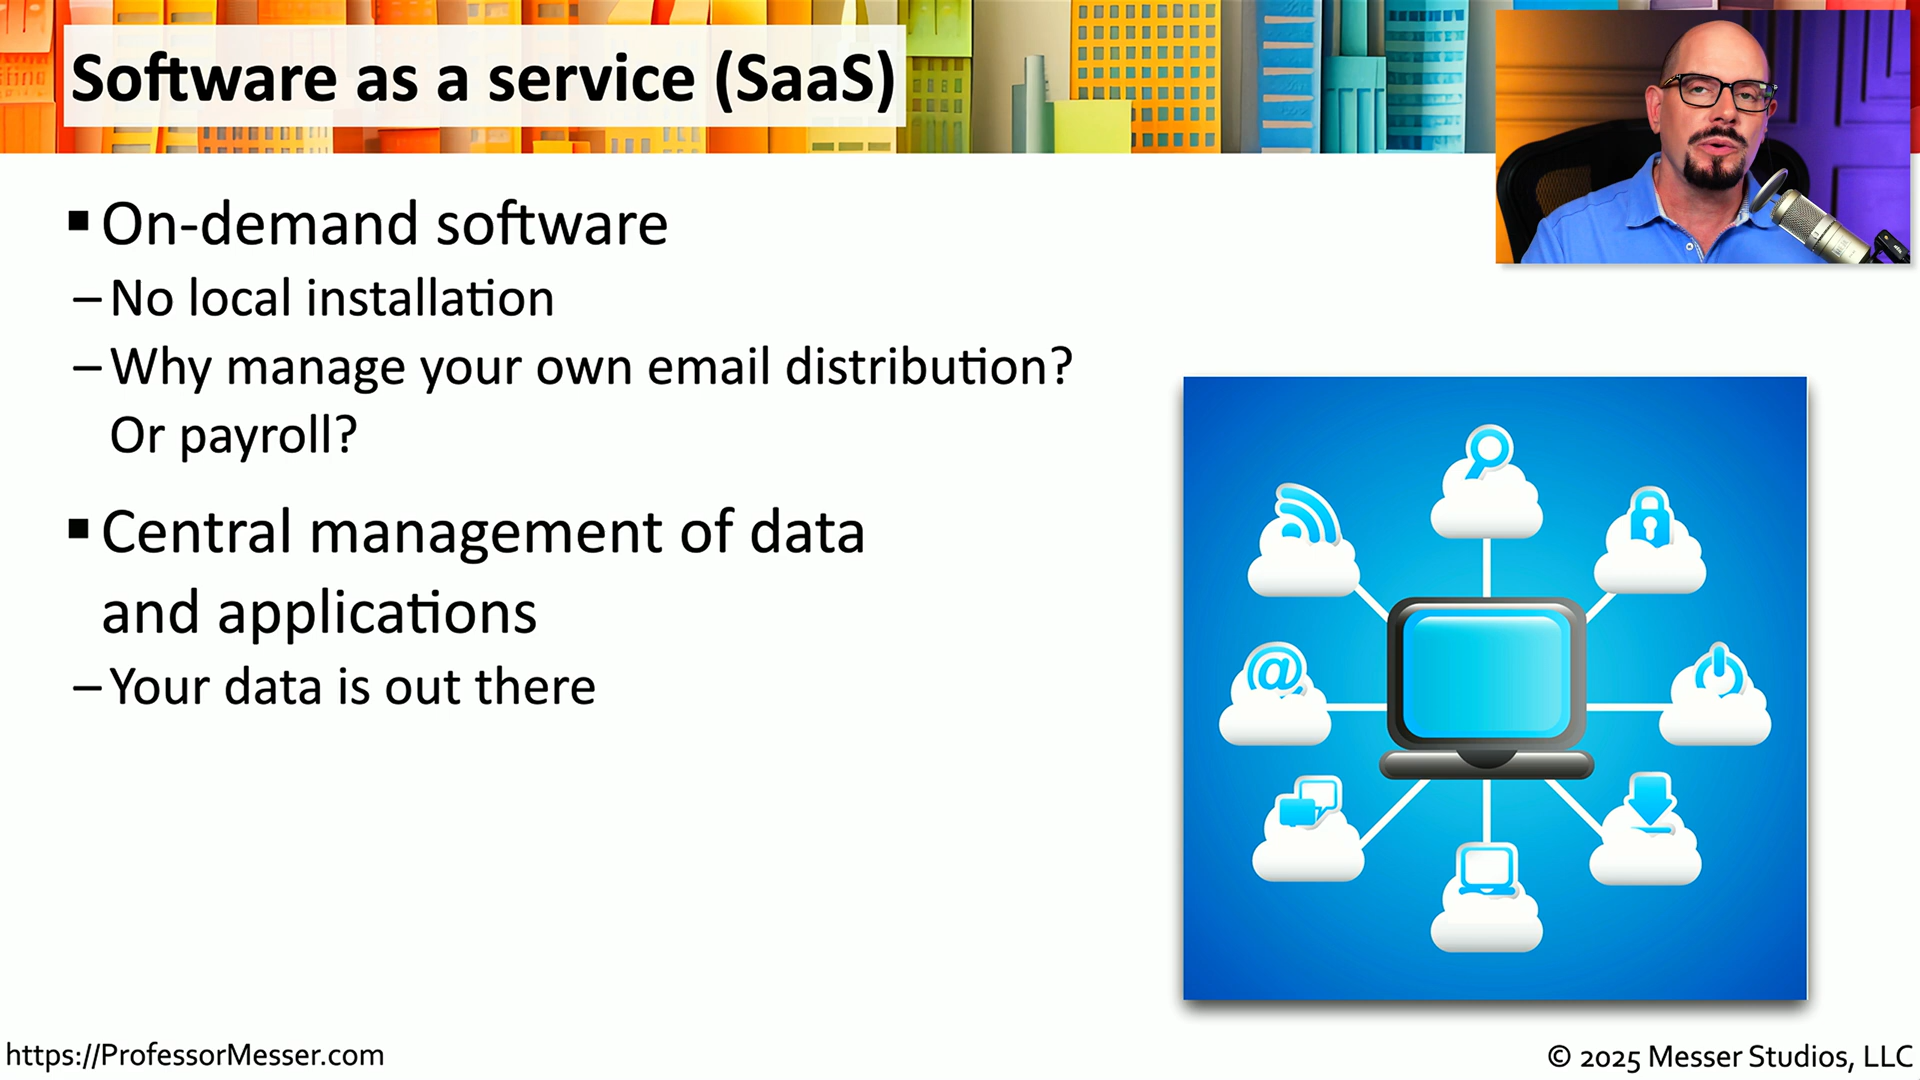 Software as a service (SaaS)
▪ On-demand software
– No local installation
– Why manage your own email distribution?
Or payroll?
▪ Central management of data
and applications
– Your data is out there
@
https://ProfessorMesser.com
© 2025 Messer Studios, LLC